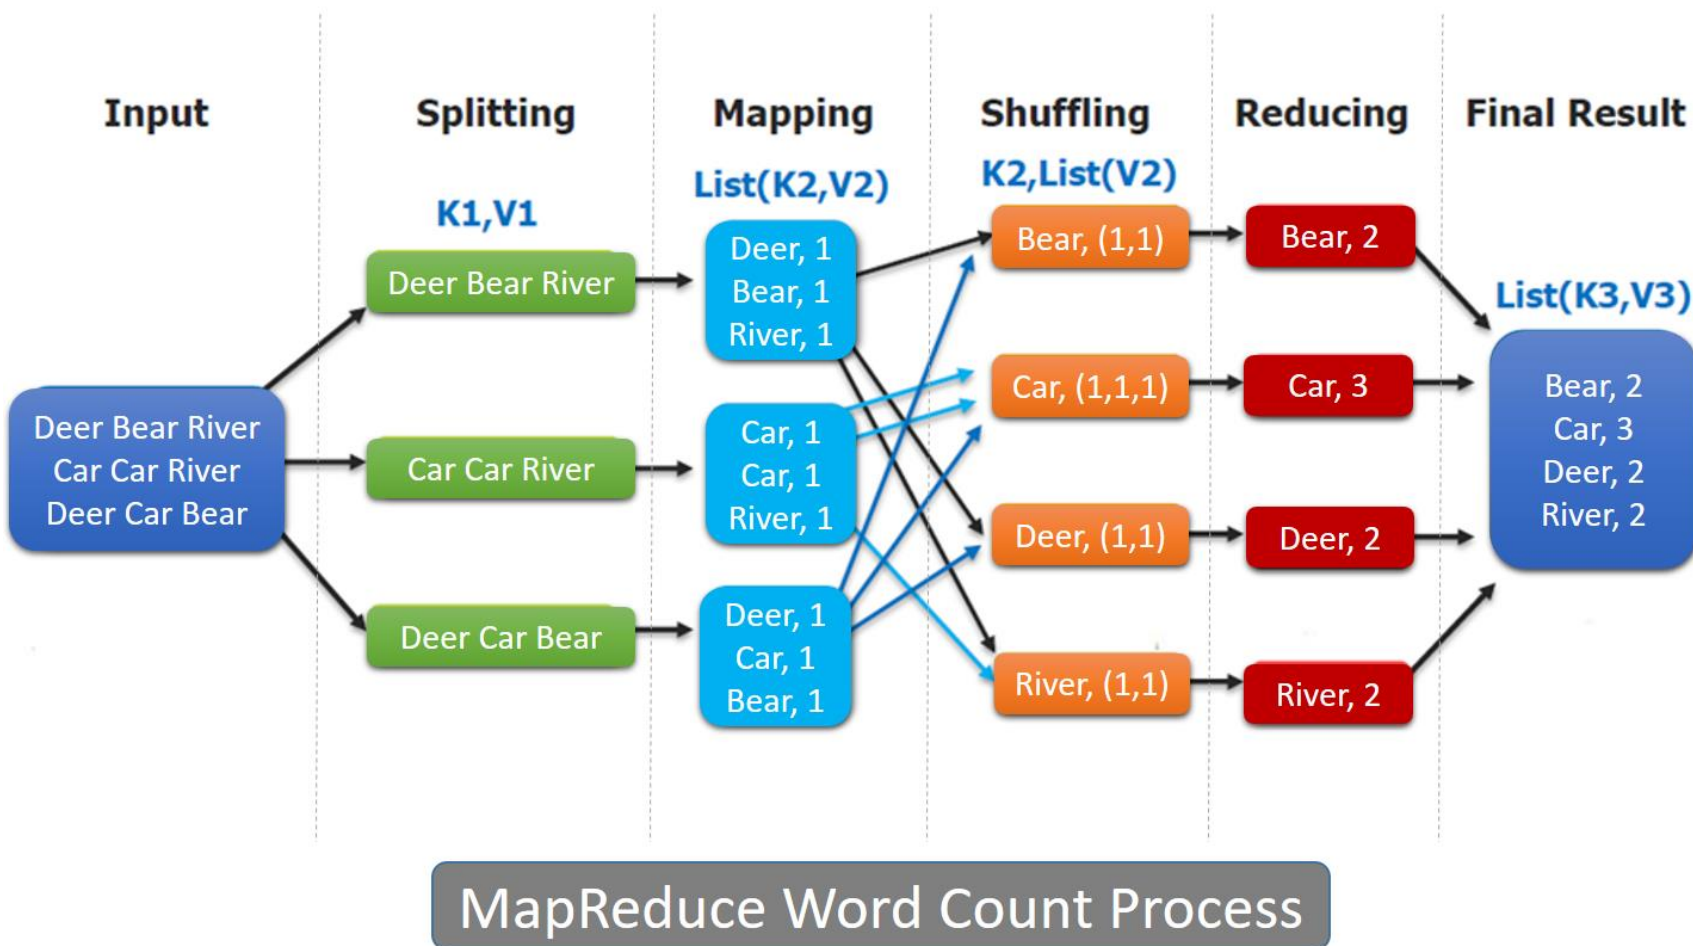 Input
Splitting
Mapping
Shuffling
Reducing
Final Result
K1,V1
List(K2,V2)
K2,List(V2)
List(K3,V3)
Deer Bear River
Car Car River
Deer Car Bear
Deer Bear River
Car Car River
Deer Car Bear
Deer, 1
Bear, 1
River, 1
Car, 1
Car, 1
River, 1
Deer, 1
Car, 1
Bear, 1
Bear, (1,1)
Car, (1,1,1)
Deer, (1,1)
River, (1,1)
Bear, 2
Car, 3
Deer, 2
River, 2
Bear, 2
Car, 3
Deer, 2
River, 2
MapReduce Word Count Process